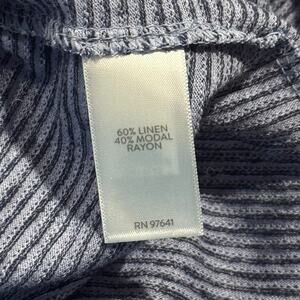 60% LINEN
40% MODAL
RAYON
RN 97641